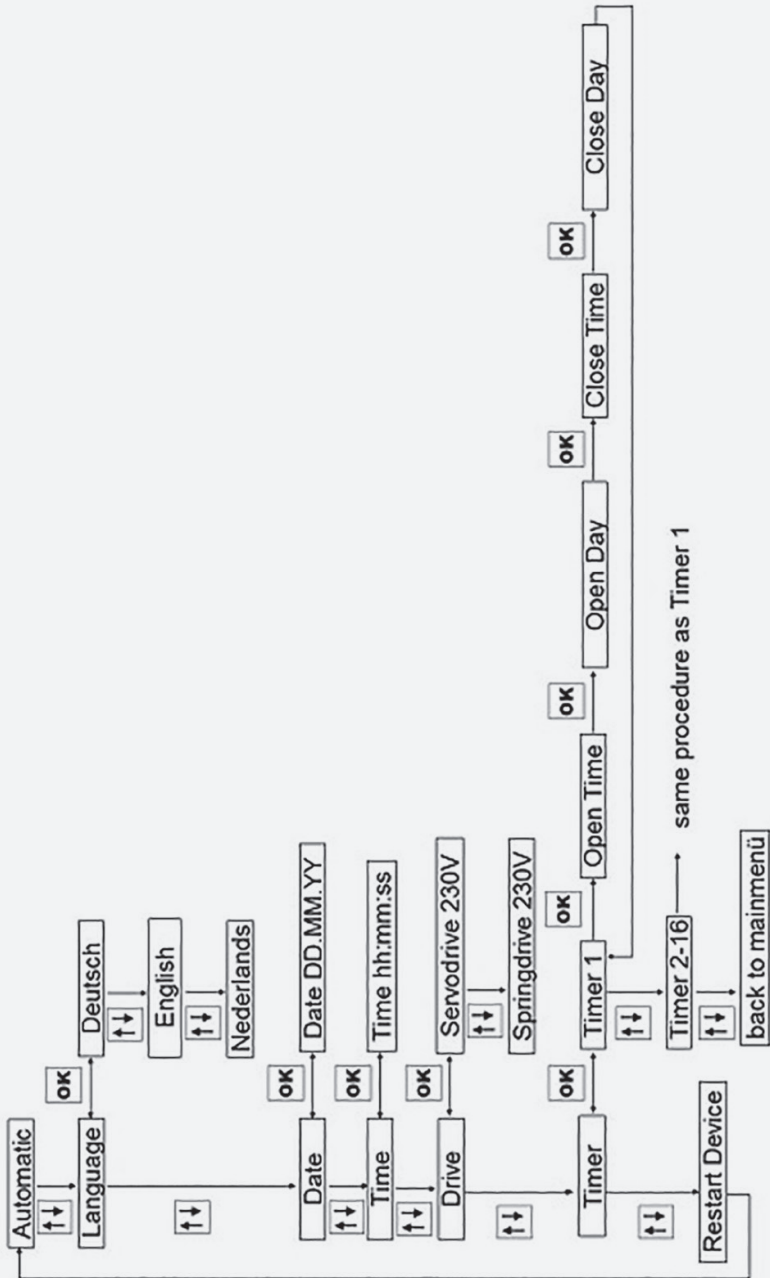 Automatic
↑↓
Language
OK
Deutsch
↑↓
English
↑↓
Nederlands
↑↓
Date
OK
Date DD.MM.YY
↑↓
Time
OK
Time hh:mm:ss
↑↓
Drive
OK
Servodrive 230V
↑↓
Springdrive 230V
↑↓
Timer
OK
Timer 1
OK
Open Time
OK
Open Day
OK
Close Time
OK
Close Day
↑↓
Timer 2-16
same procedure as Timer 1
↑↓
back to mainmenü
↑↓
Restart Device